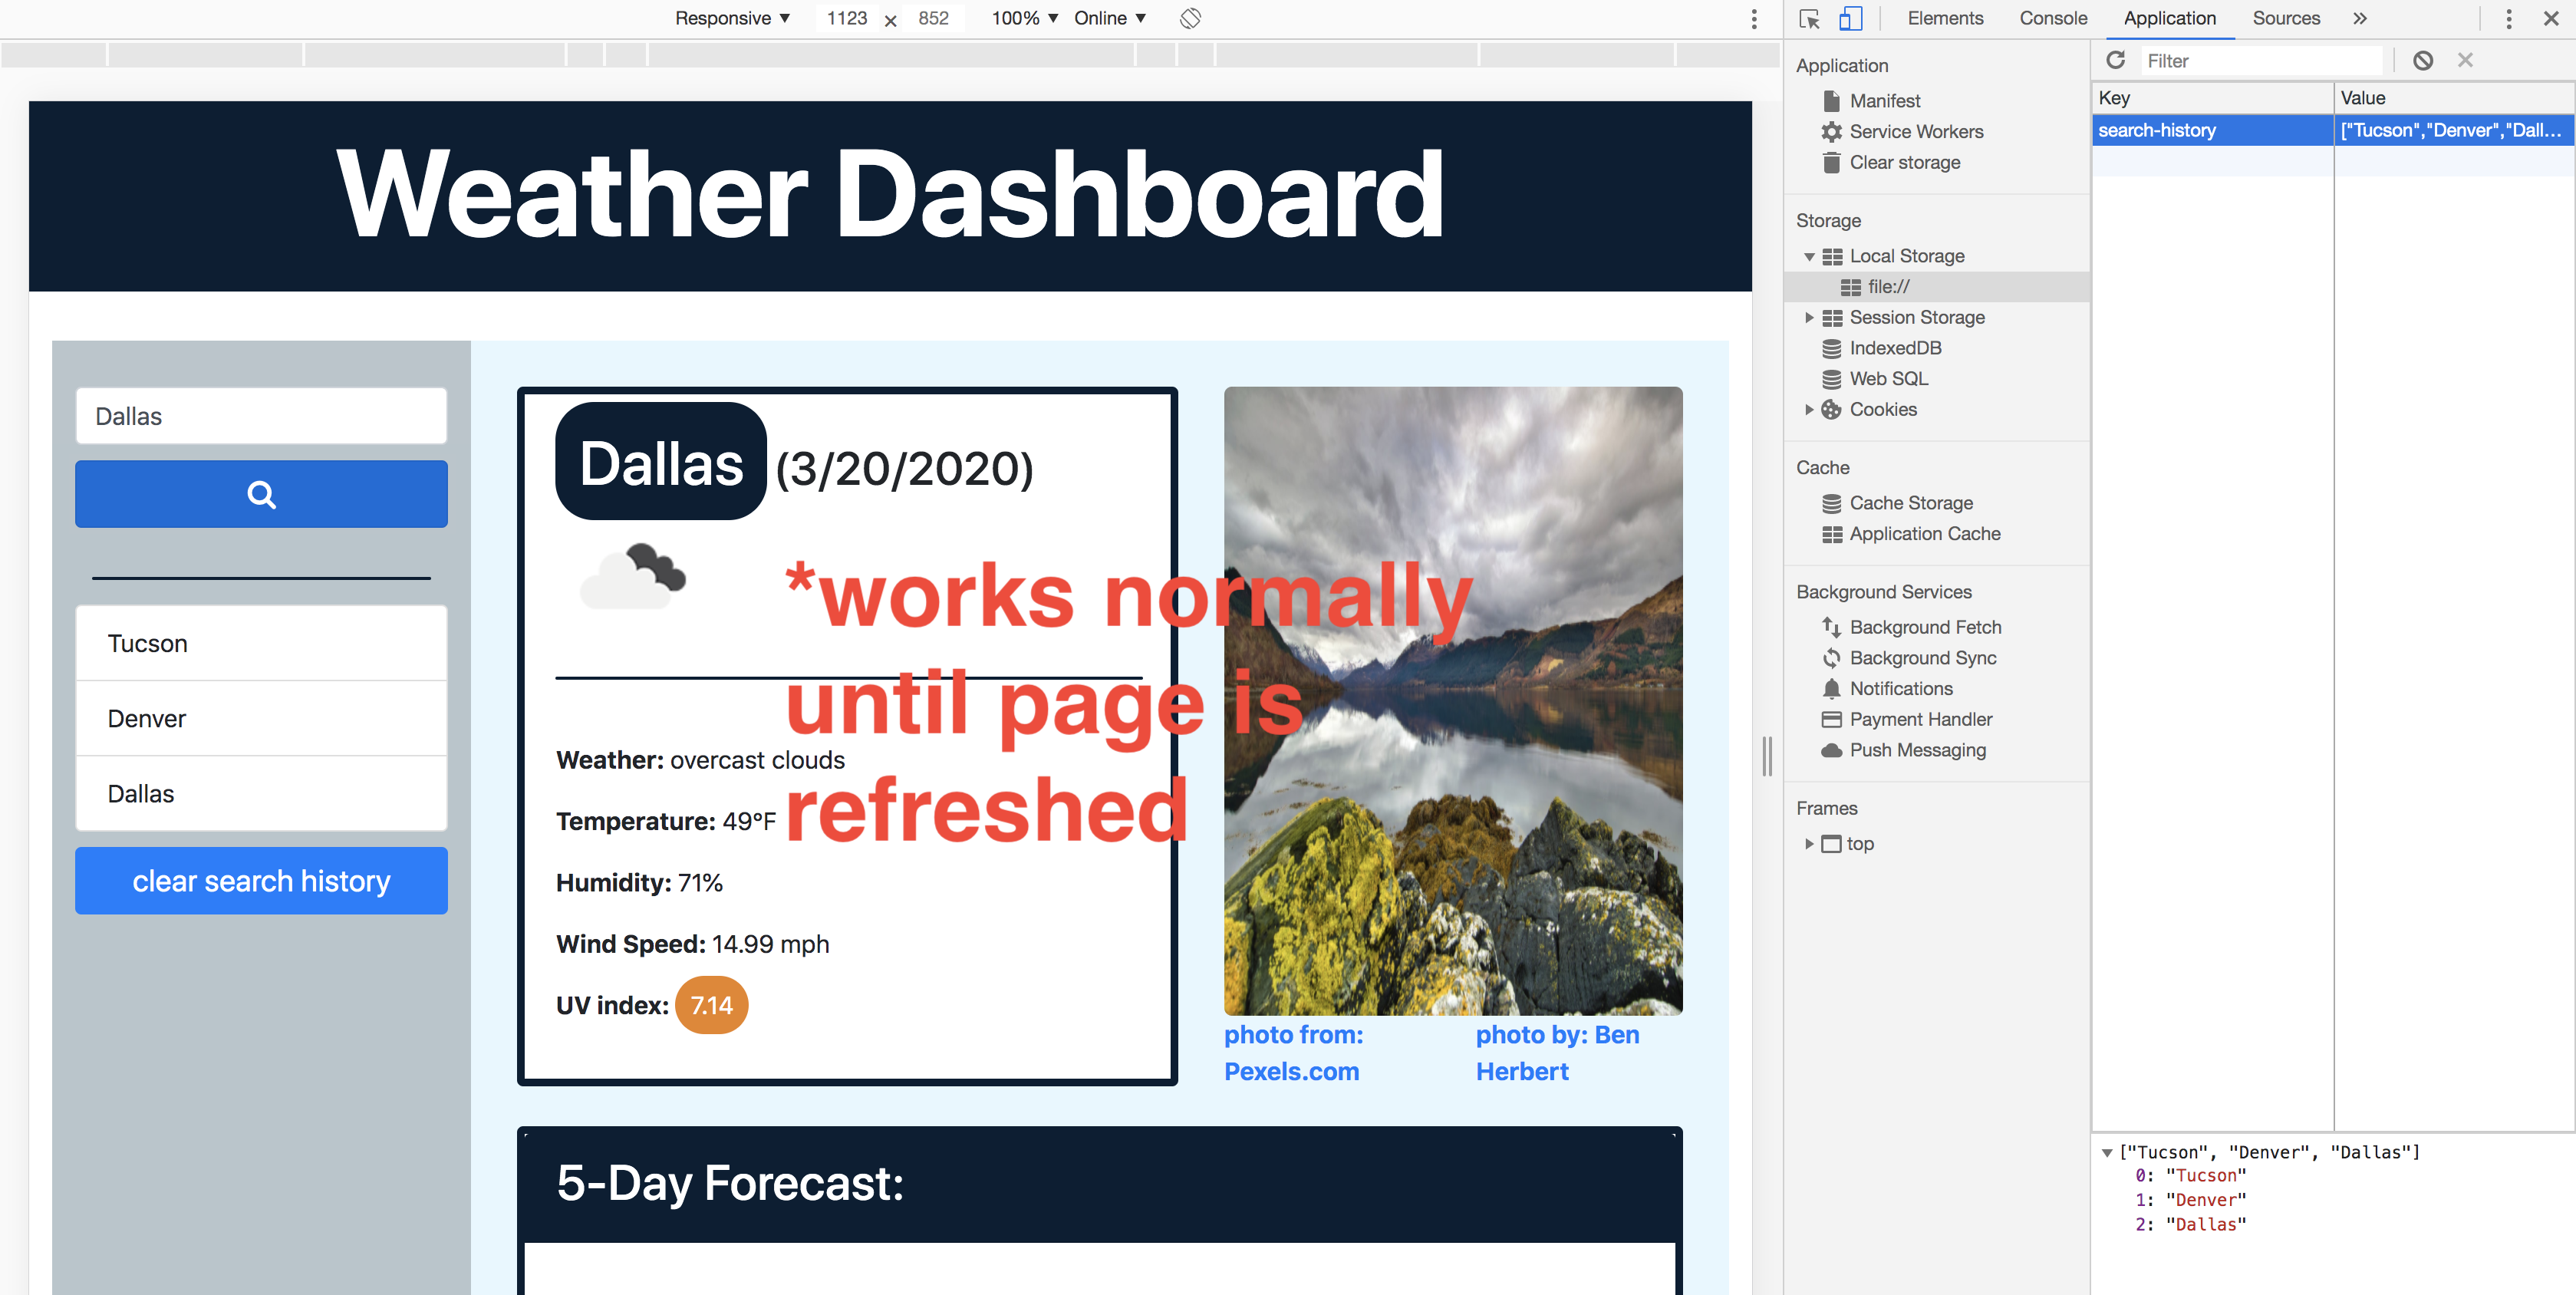 Responsive ▼ 1123 × 852 100% ▼ Online ▼
Elements Console Application Sources »
Weather Dashboard
Dallas
Tucson
Denver
Dallas
clear search history
Dallas (3/20/2020)
*works normally
until page is
refreshed
Weather: overcast clouds
Temperature: 49°F
Humidity: 71%
Wind Speed: 14.99 mph
UV index: 7.14
photo from:
Pexels.com
photo by: Ben
Herbert
5-Day Forecast:
Application
Manifest
Service Workers
Clear storage
Storage
Local Storage
file://
Session Storage
IndexedDB
Web SQL
Cookies
Cache
Cache Storage
Application Cache
Background Services
Background Fetch
Background Sync
Notifications
Payment Handler
Push Messaging
Frames
top
Filter
Key Value
search-history ["Tucson","Denver","Dall...
["Tucson", "Denver", "Dallas"]
0: "Tucson"
1: "Denver"
2: "Dallas"